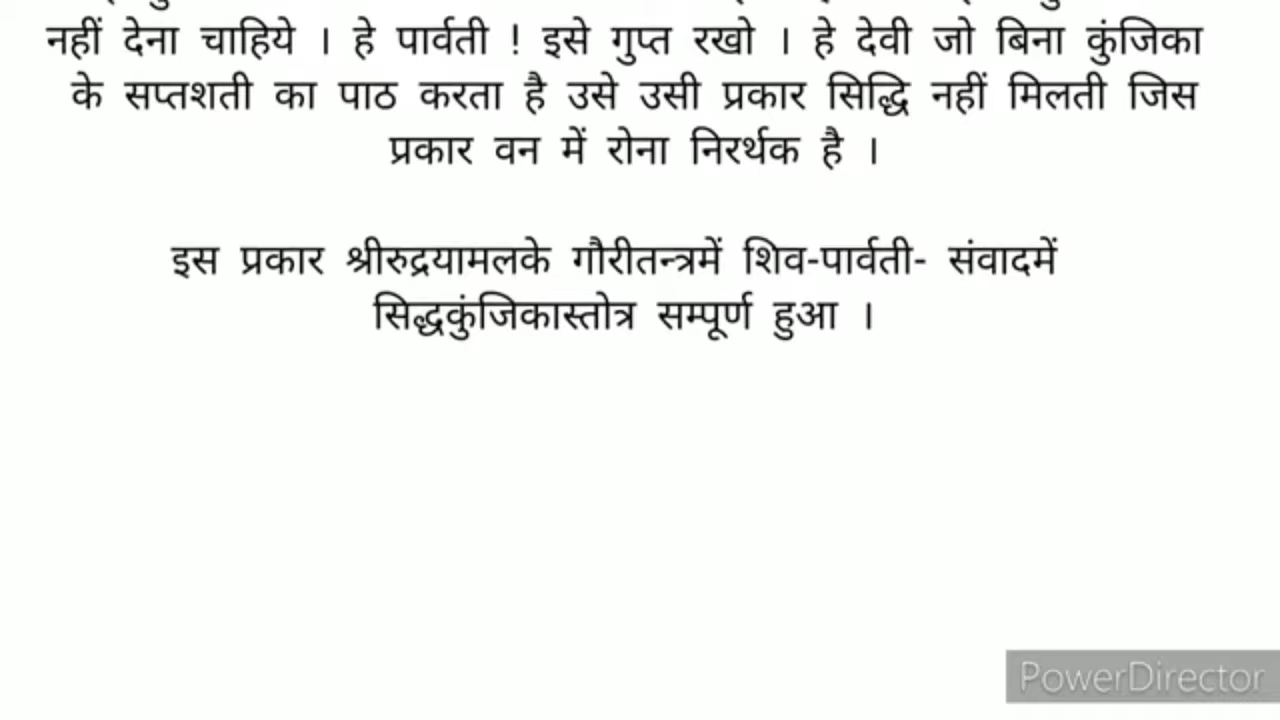 नहीं देना चाहिये । हे पार्वती ! इसे गुप्त रखो । हे देवी जो बिना कुंजिका
के सप्तशती का पाठ करता है उसे उसी प्रकार सिद्धि नहीं मिलती जिस
प्रकार वन में रोना निरर्थक है ।
इस प्रकार श्रीरुद्रयामलके गौरीतन्त्रमें शिव-पार्वती- संवादमें
सिद्धकुंजिकास्तोत्र सम्पूर्ण हुआ ।
PowerDirector